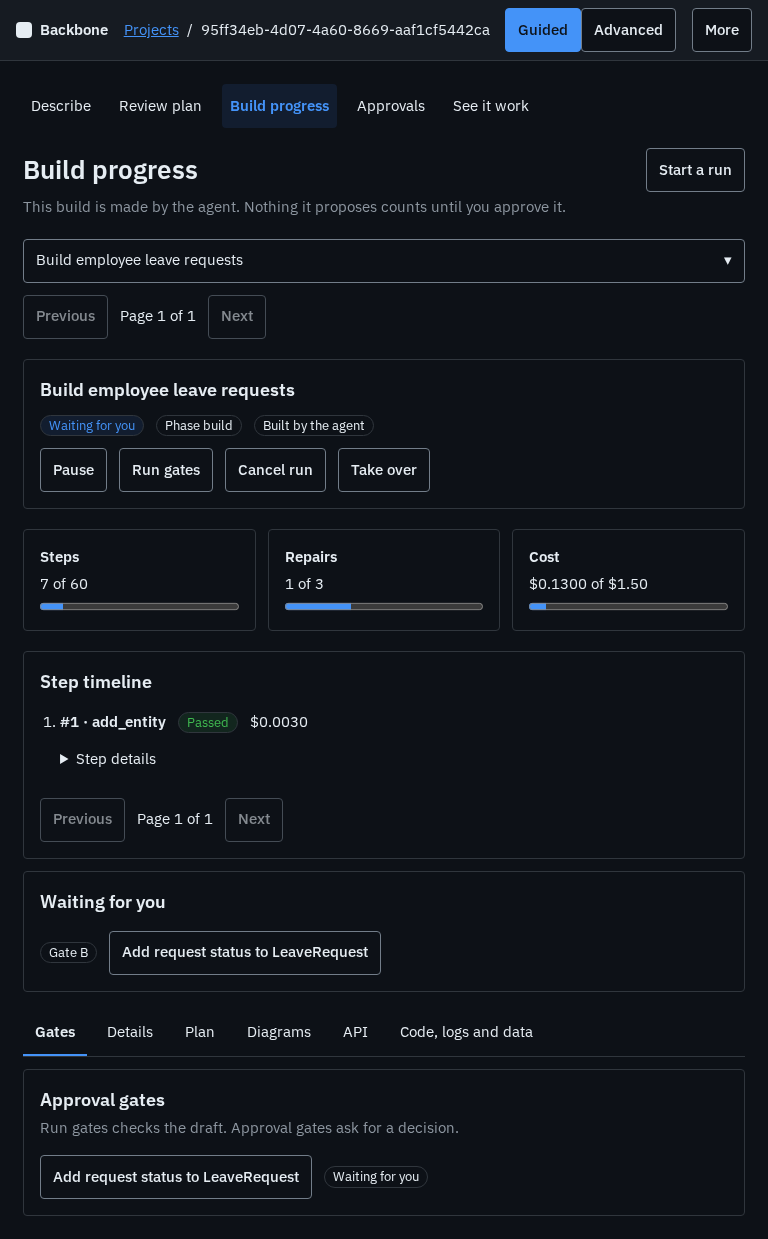 Backbone Projects / 95ff34eb-4d07-4a60-8669-aaf1cf5442ca Guided Advanced More
Describe Review plan Build progress Approvals See it work
Build progress Start a run
This build is made by the agent. Nothing it proposes counts until you approve it.
Build employee leave requests ▾
Previous Page 1 of 1 Next
Build employee leave requests
Waiting for you Phase build Built by the agent
Pause Run gates Cancel run Take over
Steps Repairs Cost
7 of 60 1 of 3 $0.1300 of $1.50
Step timeline
1. #1 · add_entity Passed $0.0030
▶ Step details
Previous Page 1 of 1 Next
Waiting for you
Gate B Add request status to LeaveRequest
Gates Details Plan Diagrams API Code, logs and data
Approval gates
Run gates checks the draft. Approval gates ask for a decision.
Add request status to LeaveRequest Waiting for you